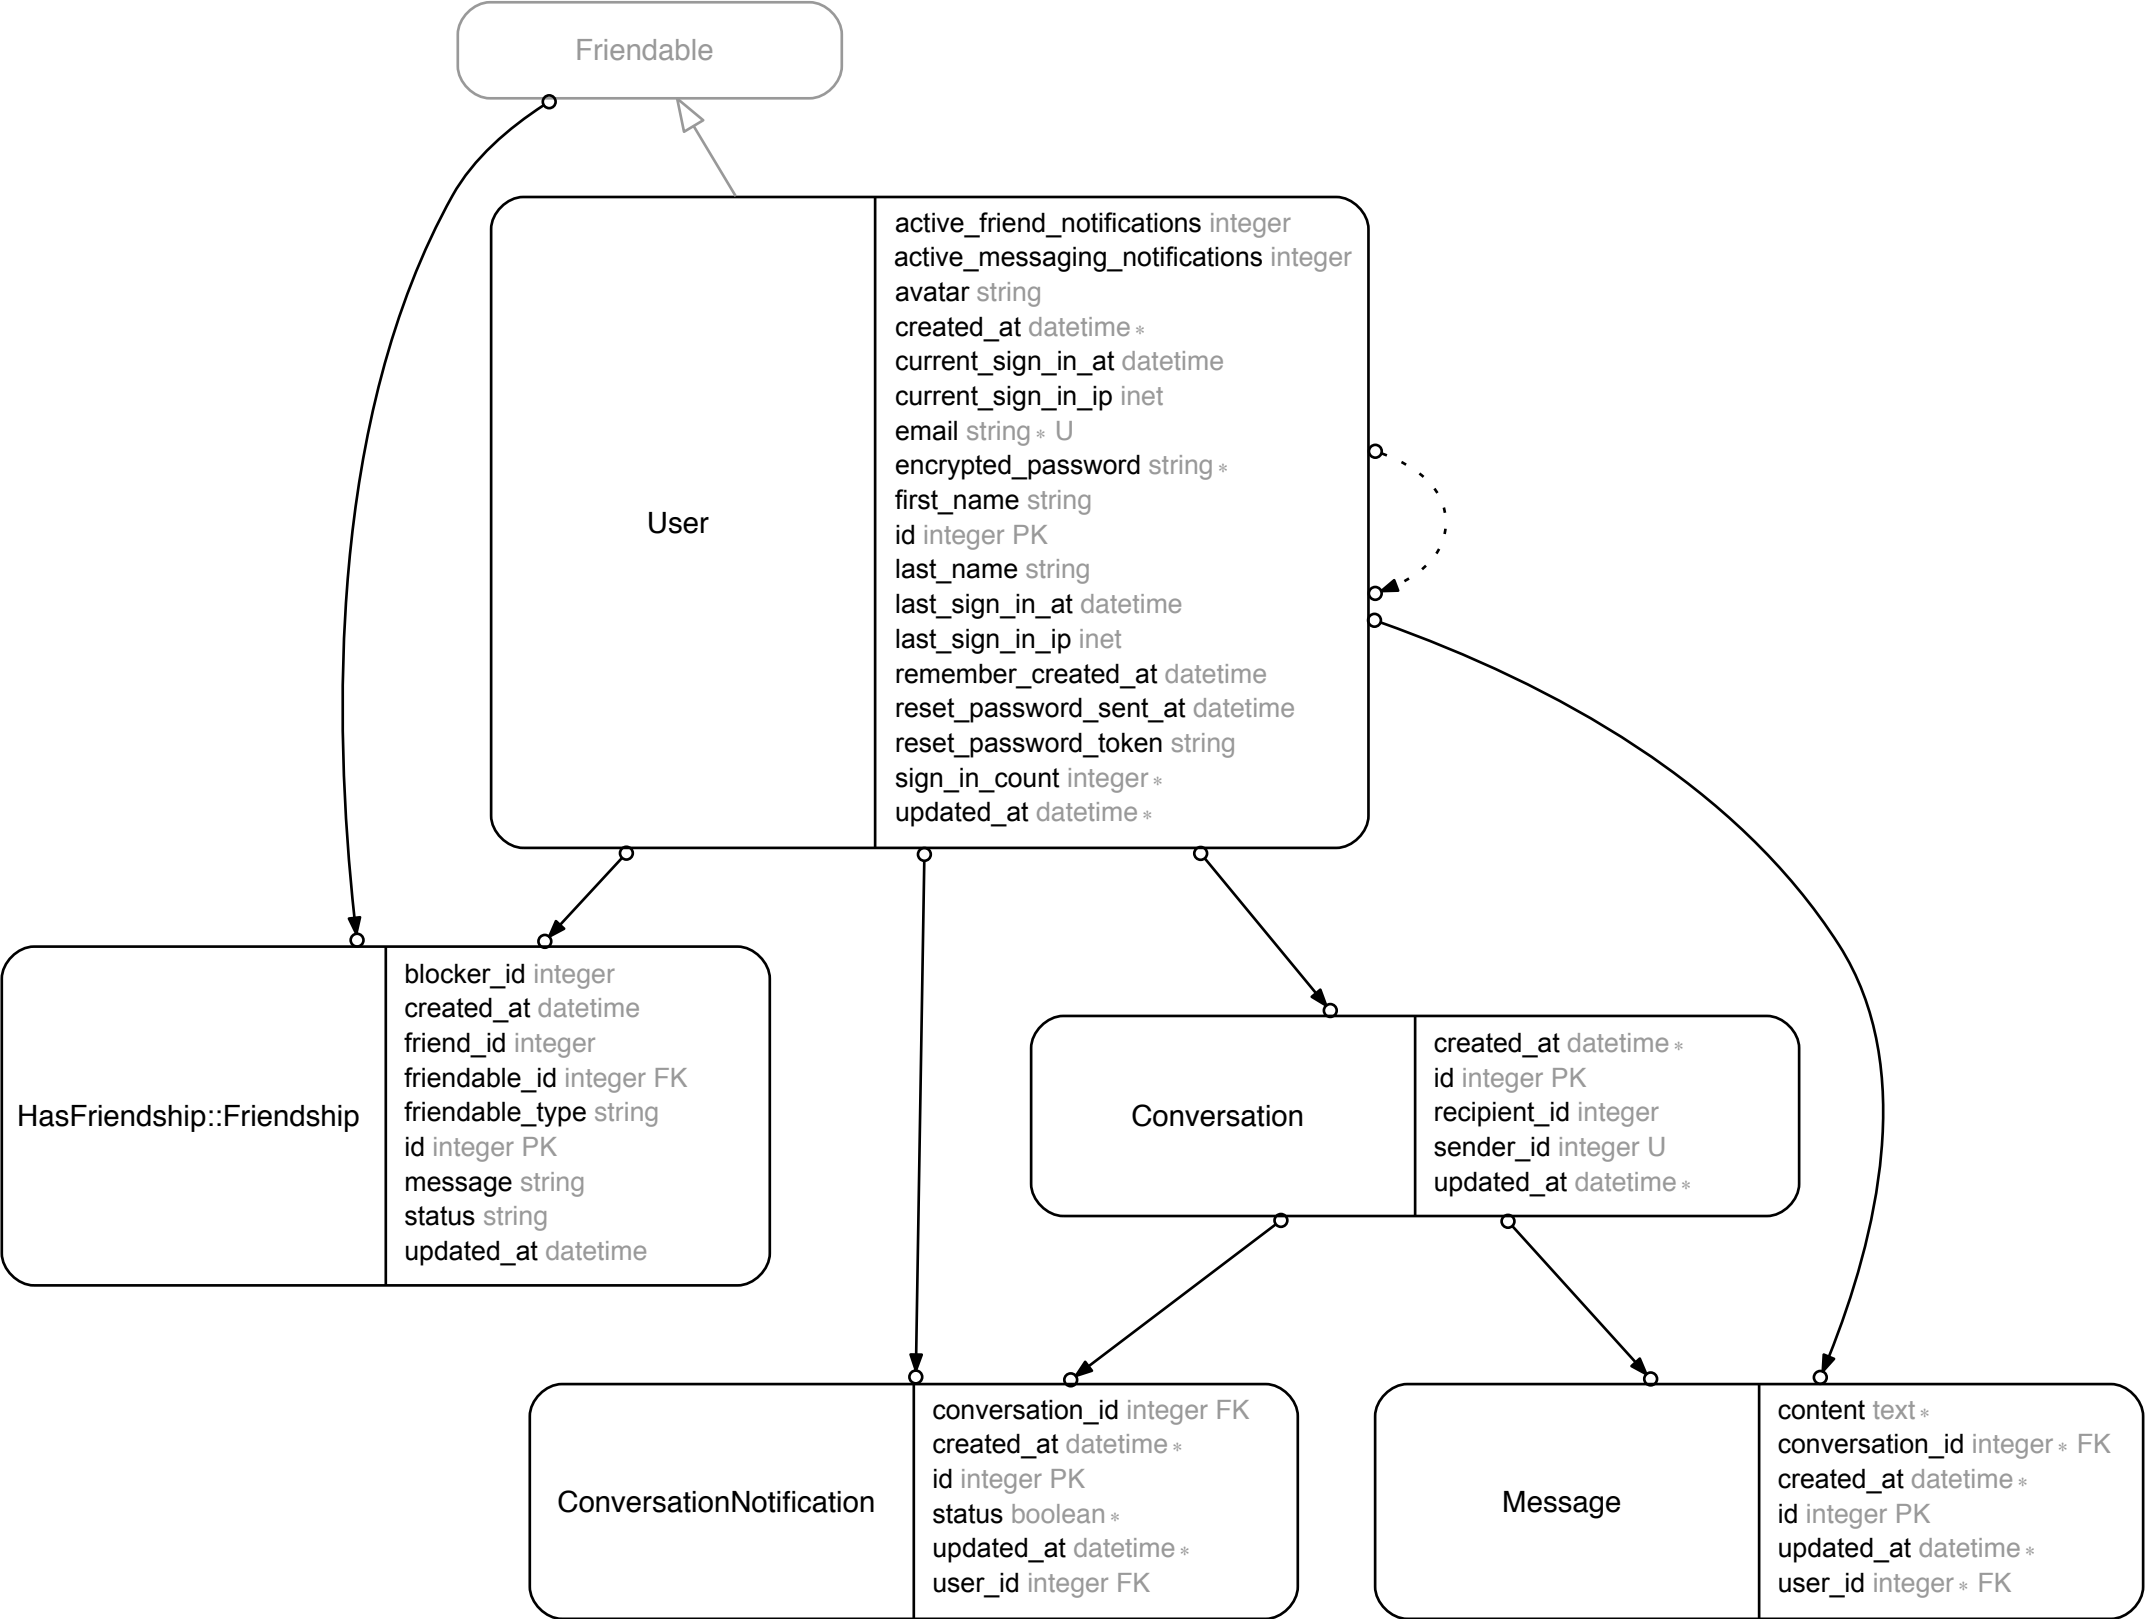 Friendable
User
active_friend_notifications integer
active_messaging_notifications integer
avatar string
created_at datetime *
current_sign_in_at datetime
current_sign_in_ip inet
email string * U
encrypted_password string *
first_name string
id integer PK
last_name string
last_sign_in_at datetime
last_sign_in_ip inet
remember_created_at datetime
reset_password_sent_at datetime
reset_password_token string
sign_in_count integer *
updated_at datetime *
HasFriendship::Friendship
blocker_id integer
created_at datetime
friend_id integer
friendable_id integer FK
friendable_type string
id integer PK
message string
status string
updated_at datetime
Conversation
created_at datetime *
id integer PK
recipient_id integer
sender_id integer U
updated_at datetime *
ConversationNotification
conversation_id integer FK
created_at datetime *
id integer PK
status boolean *
updated_at datetime *
user_id integer FK
Message
content text *
conversation_id integer * FK
created_at datetime *
id integer PK
updated_at datetime *
user_id integer * FK